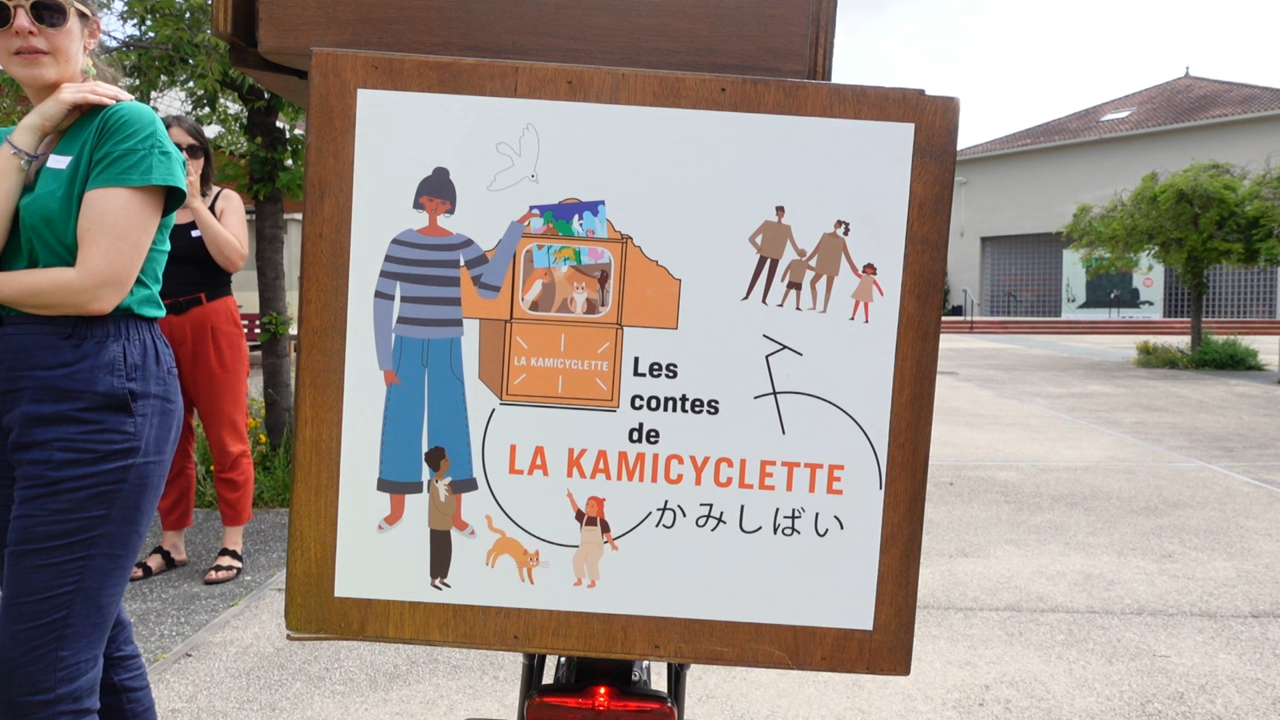 LA KAMICYCLETTE
Les
contes
de
LA KAMICYCLETTE
かみしばい